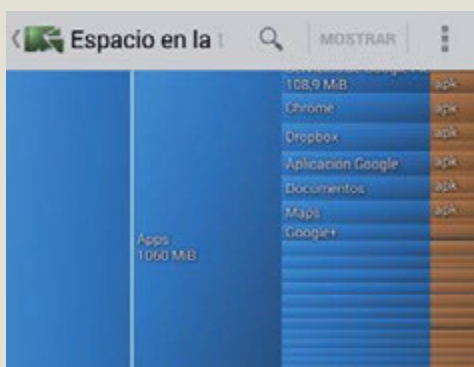 Espacio en la
MOSTRAR
108,9 MiB
apk
Chrome
apk
Dropbox
apk
Aplicación Google
apk
Documentos
apk
Maps
apk
Google+
Apps
1060 MiB